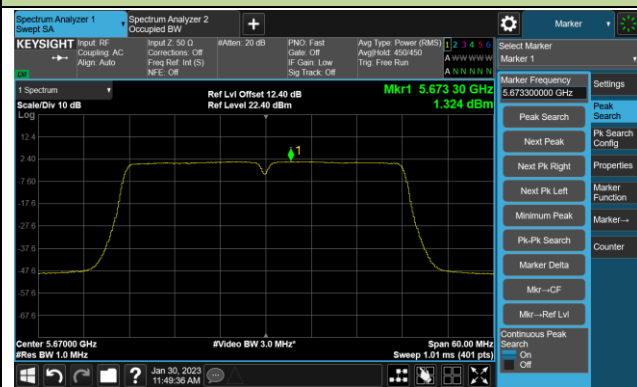 Spectrum Analyzer 1
Swept SA
Spectrum Analyzer 2
Occupied BW
+
Marker
KEYSIGHT
Input: RF
Coupling: AC
Align: Auto
Input Z: 50 Ω
Corrections: Off
Freq Ref: Int (S)
NFE: Off
#Atten: 20 dB
PNO: Fast
Gate: Off
IF Gain: Low
Sig Track: Off
Avg Type: Power (RMS)
Avg|Hold: 450/450
Trig: Free Run
1 2 3 4 5 6
A W W W W W
A N N N N N
Select Marker
Marker 1
1 Spectrum
Scale/Div 10 dB
Log
Ref Lvl Offset 12.40 dB
Ref Level 22.40 dBm
Mkr1 5.673 30 GHz
1.324 dBm
12.4
2.40
-7.60
-17.6
-27.6
-37.6
-47.6
-57.6
-67.6
1
Center 5.67000 GHz
#Res BW 1.0 MHz
#Video BW 3.0 MHz*
Span 60.00 MHz
Sweep 1.01 ms (401 pts)
Marker Frequency
5.673300000 GHz
Peak Search
Next Peak
Next Pk Right
Next Pk Left
Minimum Peak
Pk-Pk Search
Marker Delta
Mkr→CF
Mkr→Ref Lvl
Continuous Peak
Search
On
Off
Settings
Peak
Search
Pk Search
Config
Properties
Marker
Function
Marker→
Counter
?
Jan 30, 2023
11:49:36 AM